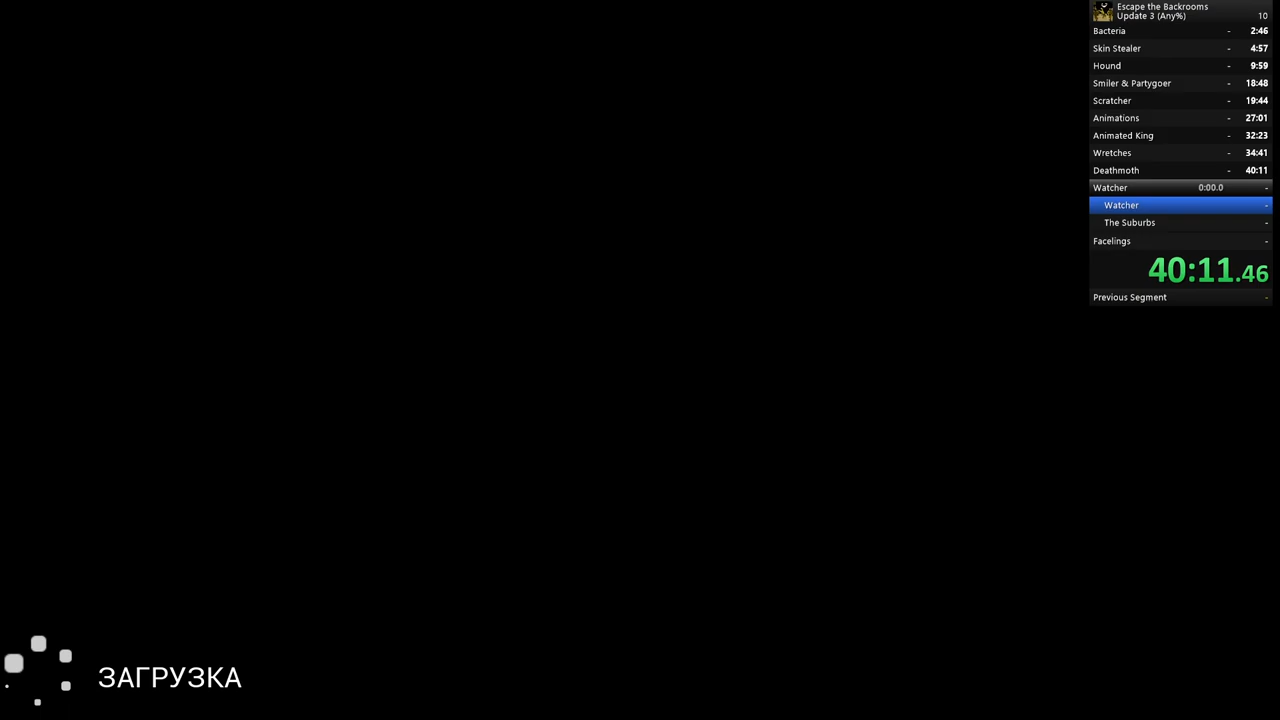 Escape the Backrooms
Update 3 (Any%) 10
Bacteria - 2:46
Skin Stealer - 4:57
Hound - 9:59
Smiler & Partygoer - 18:48
Scratcher - 19:44
Animations - 27:01
Animated King - 32:23
Wretches - 34:41
Deathmoth - 40:11
Watcher 0:00.0 -
Watcher -
The Suburbs -
Facelings -
40:11.46
Previous Segment -
ЗАГРУЗКА